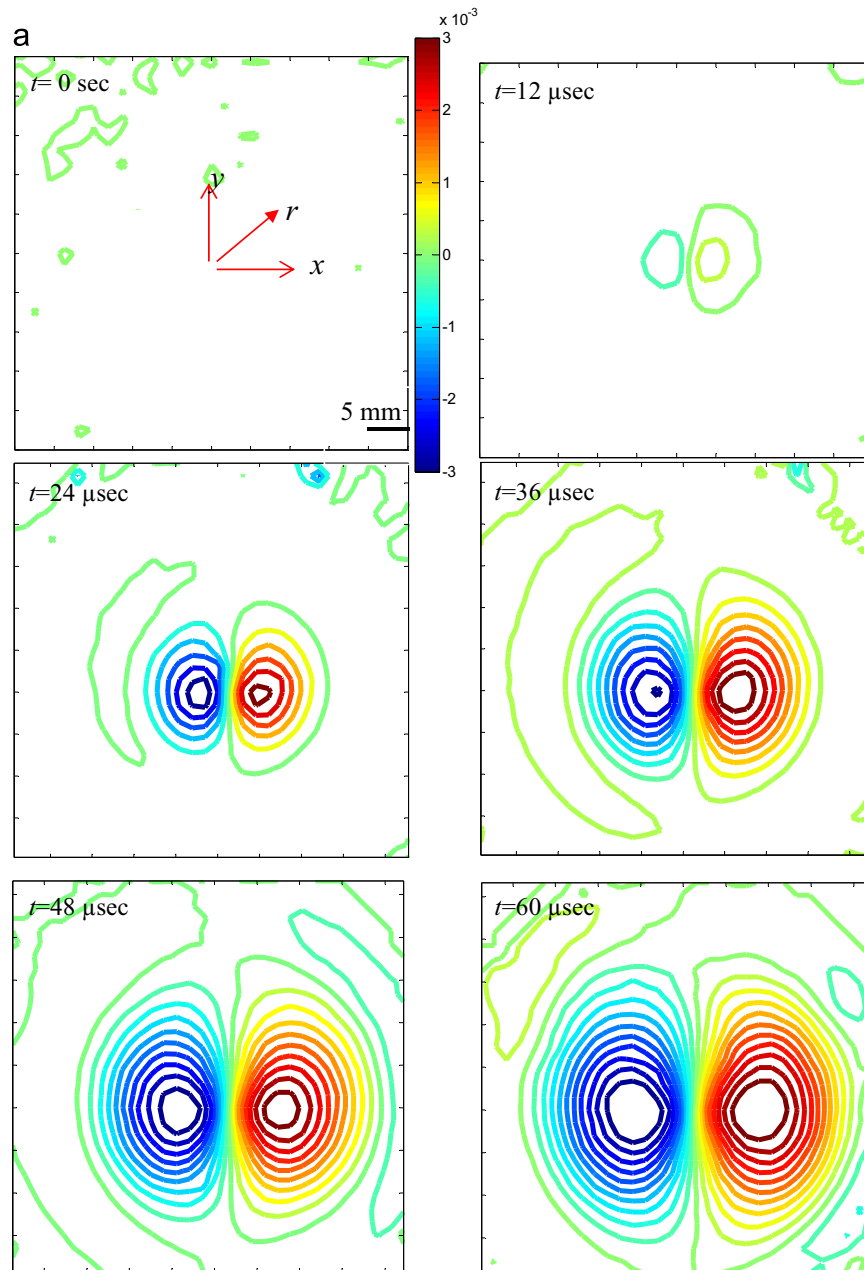 a
x 10⁻³
3
2
1
0
-1
-2
-3
t= 0 sec
y
r
x
5 mm
t=12 µsec
t=24 µsec
t=36 µsec
t=48 µsec
t=60 µsec